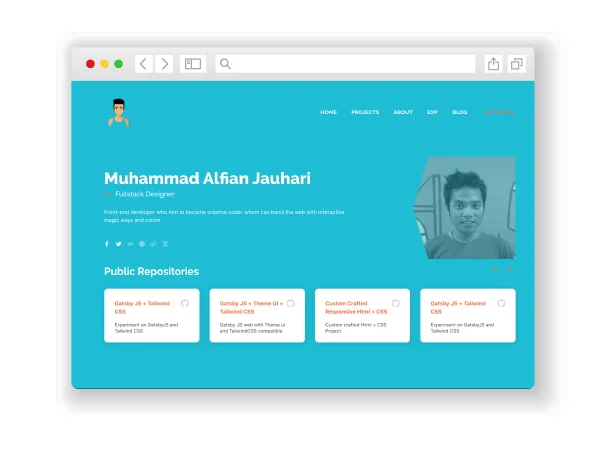 HOME PROJECTS ABOUT EXP BLOG
Muhammad Alfian Jauhari
Fullstack Designer
Front-end developer who Aim to become creative coder whom can bend the web with interactive
magic ways and colors
Public Repositories
Gatsby JS + Tailwind
CSS
Experiment on GatsbyJS and
Tailwind CSS
Gatsby JS + Theme UI +
Tailwind CSS
Gatsby JS web with Theme ui
and TailwindCSS compatible
Custom Crafted
Responsive Html + CSS
Custom crafted Html + CSS
Project
Gatsby JS + Tailwind
CSS
Experiment on GatsbyJS and
Tailwind CSS